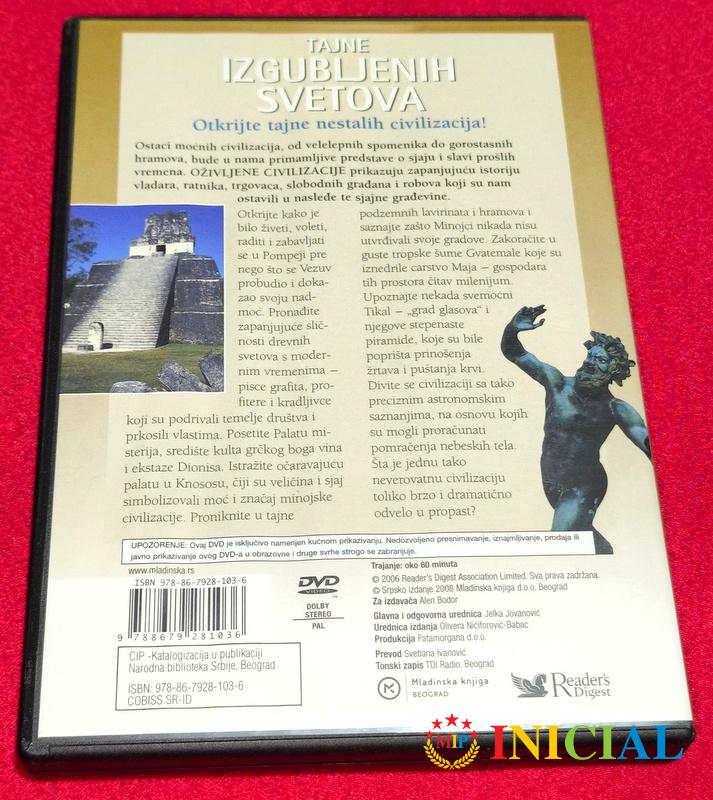 TAJNE
IZGUBLJENIH
SVETOVA
Otkrijte tajne nestalih civilizacija!
Ostaci moćnih civilizacija, od velelepnih spomenika do gorostasnih
hramova, bude u nama primamljive predstave o sjaju i slavi prošlih
vremena. OŽIVLJENE CIVILIZACIJE prikazuju zapanjujuću istoriju
vladara, ratnika, trgovaca, slobodnih građana i robova koji su nam
ostavili u nasleđe te sjajne građevine.
Otkrijte kako je
bilo živeti, voleti,
raditi i zabavljati
se u Pompeji pre
nego što se Vezuv
probudio i doka-
zao svoju nad-
moć. Pronađite
zapanjujuće slič-
nosti drevnih
svetova s moder-
nim vremenima –
pisce grafita, pro-
fitere i kradljivce
koji su podrivali temelje društva i
prkosili vlastima. Posetite Palatu mi-
sterija, središte kulta grčkog boga vina
i ekstaze Dionisa. Istražite očaravajuću
palatu u Knososu, čiji su veličina i sjaj
simbolizovali moć i značaj minojske
civilizacije. Proniknite u tajne
podzemnih lavirinata i hramova i
saznajte zašto Minojci nikada nisu
utvrđivali svoje gradove. Zakoračite u
guste tropske šume Gvatemale koje su
iznedrile carstvo Maja – gospodara
tih prostora čitav milenijum.
Upoznajte nekada svemoćni
Tikal – „grad glasova“ i
njegove stepenaste
piramide, koje su bile
poprišta prinošenja
žrtava i puštanja krvi.
Divite se civilizaciji sa tako
preciznim astronomskim
saznanjima, na osnovu kojih
su mogli proračunati
pomračenja nebeskih tela.
Šta je jednu tako
neverovatnu civilizaciju
toliko brzo i dramatično
odvelo u propast?
UPOZORENJE: Ovaj DVD je isključivo namenjen kućnom prikazivanju. Nedozvoljeno presnimavanje, iznajmljivanje, prodaja ili
javno prikazivanje ovog DVD-a u obrazovne i druge svrhe strogo se zabranjuje.
www.mladinska.rs
ISBN 978-86-7928-103-6
9 788679 281036
DVD
VIDEO
DOLBY
STEREO
PAL
CIP -Katalogizacija u publikaciji
Narodna biblioteka Srbije, Beograd
ISBN: 978-86-7928-103-6
COBISS.SR-ID
Trajanje: oko 60 minuta
© 2006 Reader's Digest Association Limited. Sva prava zadržana.
© Srpsko izdanje 2008 Mladinska knjiga d.o.o. Beograd
Za izdavača Alen Bodor
Glavna i odgovorna urednica Jelka Jovanović
Urednica izdanja Olivera Nićiforović-Babac
Produkcija Fatamorgana d.o.o.
Prevod Svetlana Ivanović
Tonski zapis TDI Radio, Beograd
Mladinska knjiga
BEOGRAD
Reader's
Digest
MIP
INICIAL